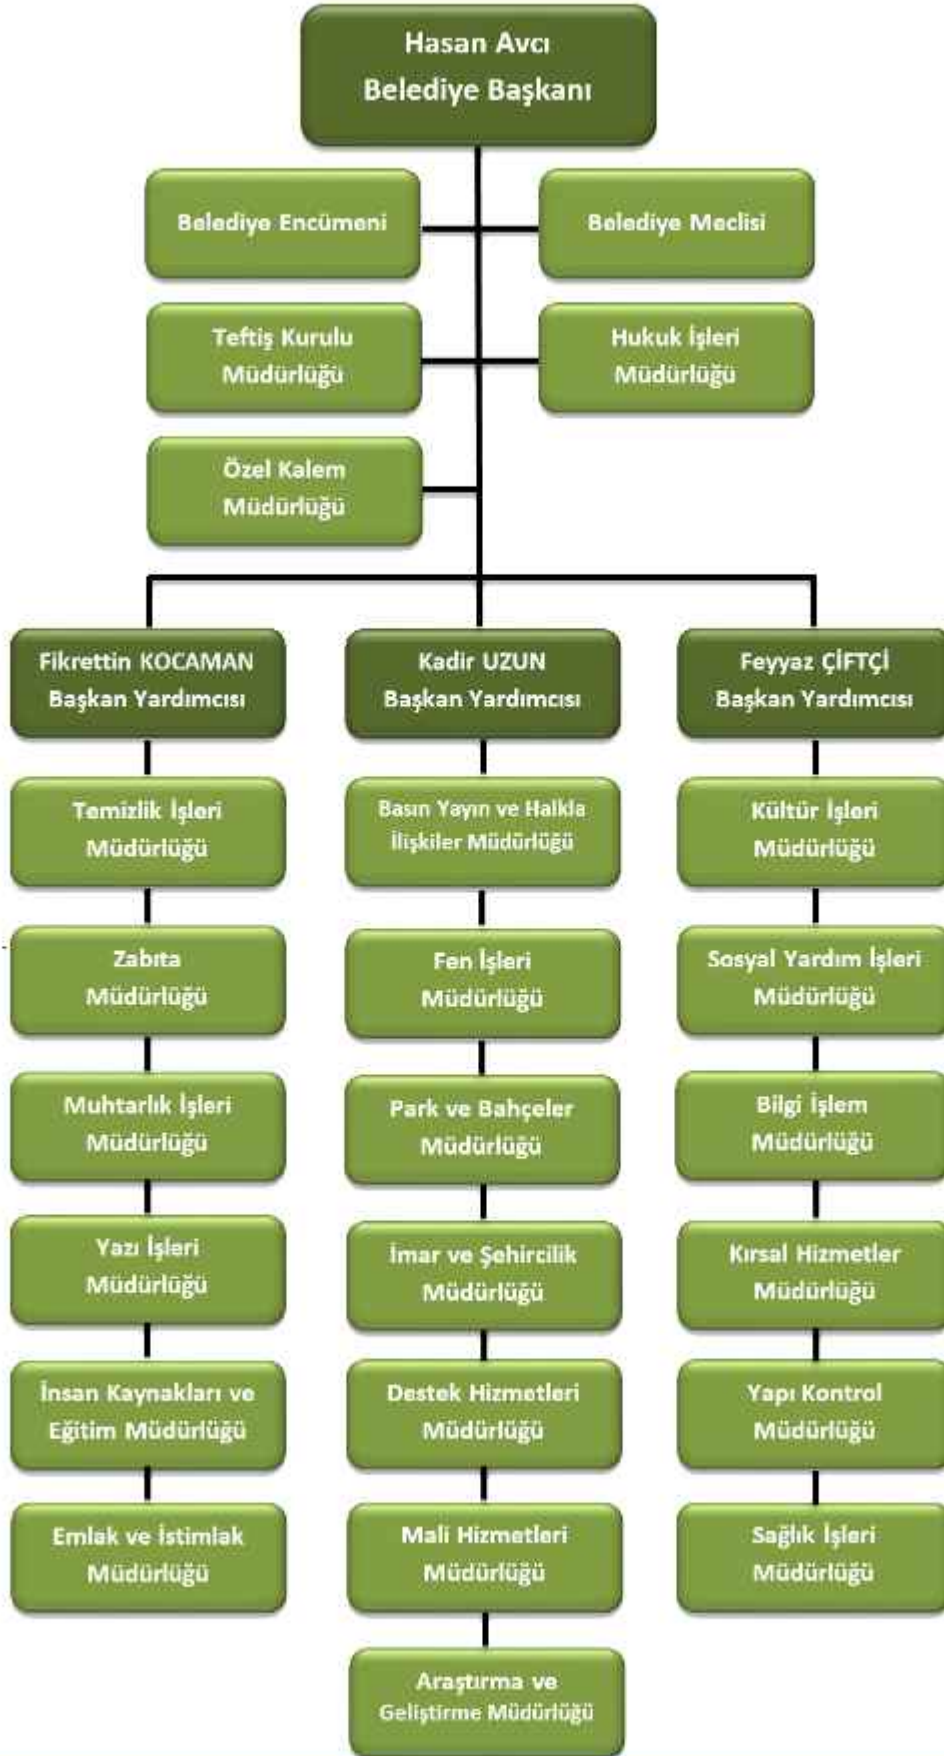 Hasan Avcı
Belediye Başkanı
Belediye Encümeni
Belediye Meclisi
Teftiş Kurulu
Müdürlüğü
Hukuk İşleri
Müdürlüğü
Özel Kalem
Müdürlüğü
Fikrettin KOCAMAN
Başkan Yardımcısı
Kadir UZUN
Başkan Yardımcısı
Feyyaz ÇİFTÇİ
Başkan Yardımcısı
Temizlik İşleri
Müdürlüğü
Zabıta
Müdürlüğü
Muhtarlık İşleri
Müdürlüğü
Yazı İşleri
Müdürlüğü
İnsan Kaynakları ve
Eğitim Müdürlüğü
Emlak ve İstimlak
Müdürlüğü
Basın Yayın ve Halkla
İlişkiler Müdürlüğü
Fen İşleri
Müdürlüğü
Park ve Bahçeler
Müdürlüğü
İmar ve Şehircilik
Müdürlüğü
Destek Hizmetleri
Müdürlüğü
Mali Hizmetleri
Müdürlüğü
Araştırma ve
Geliştirme Müdürlüğü
Kültür İşleri
Müdürlüğü
Sosyal Yardım İşleri
Müdürlüğü
Bilgi İşlem
Müdürlüğü
Kırsal Hizmetler
Müdürlüğü
Yapı Kontrol
Müdürlüğü
Sağlık İşleri
Müdürlüğü